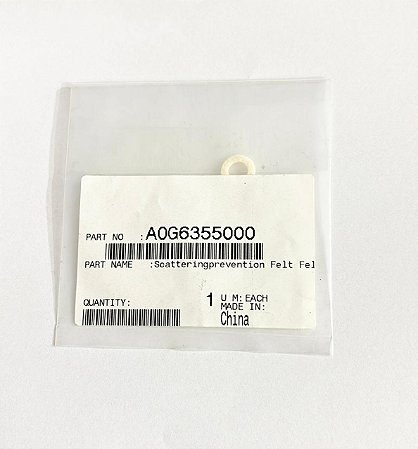 PART NO :A0G6355000
PART NAME :Scatteringprevention Felt Fel
QUANTITY: 1 U M:EACH
MADE IN:
China